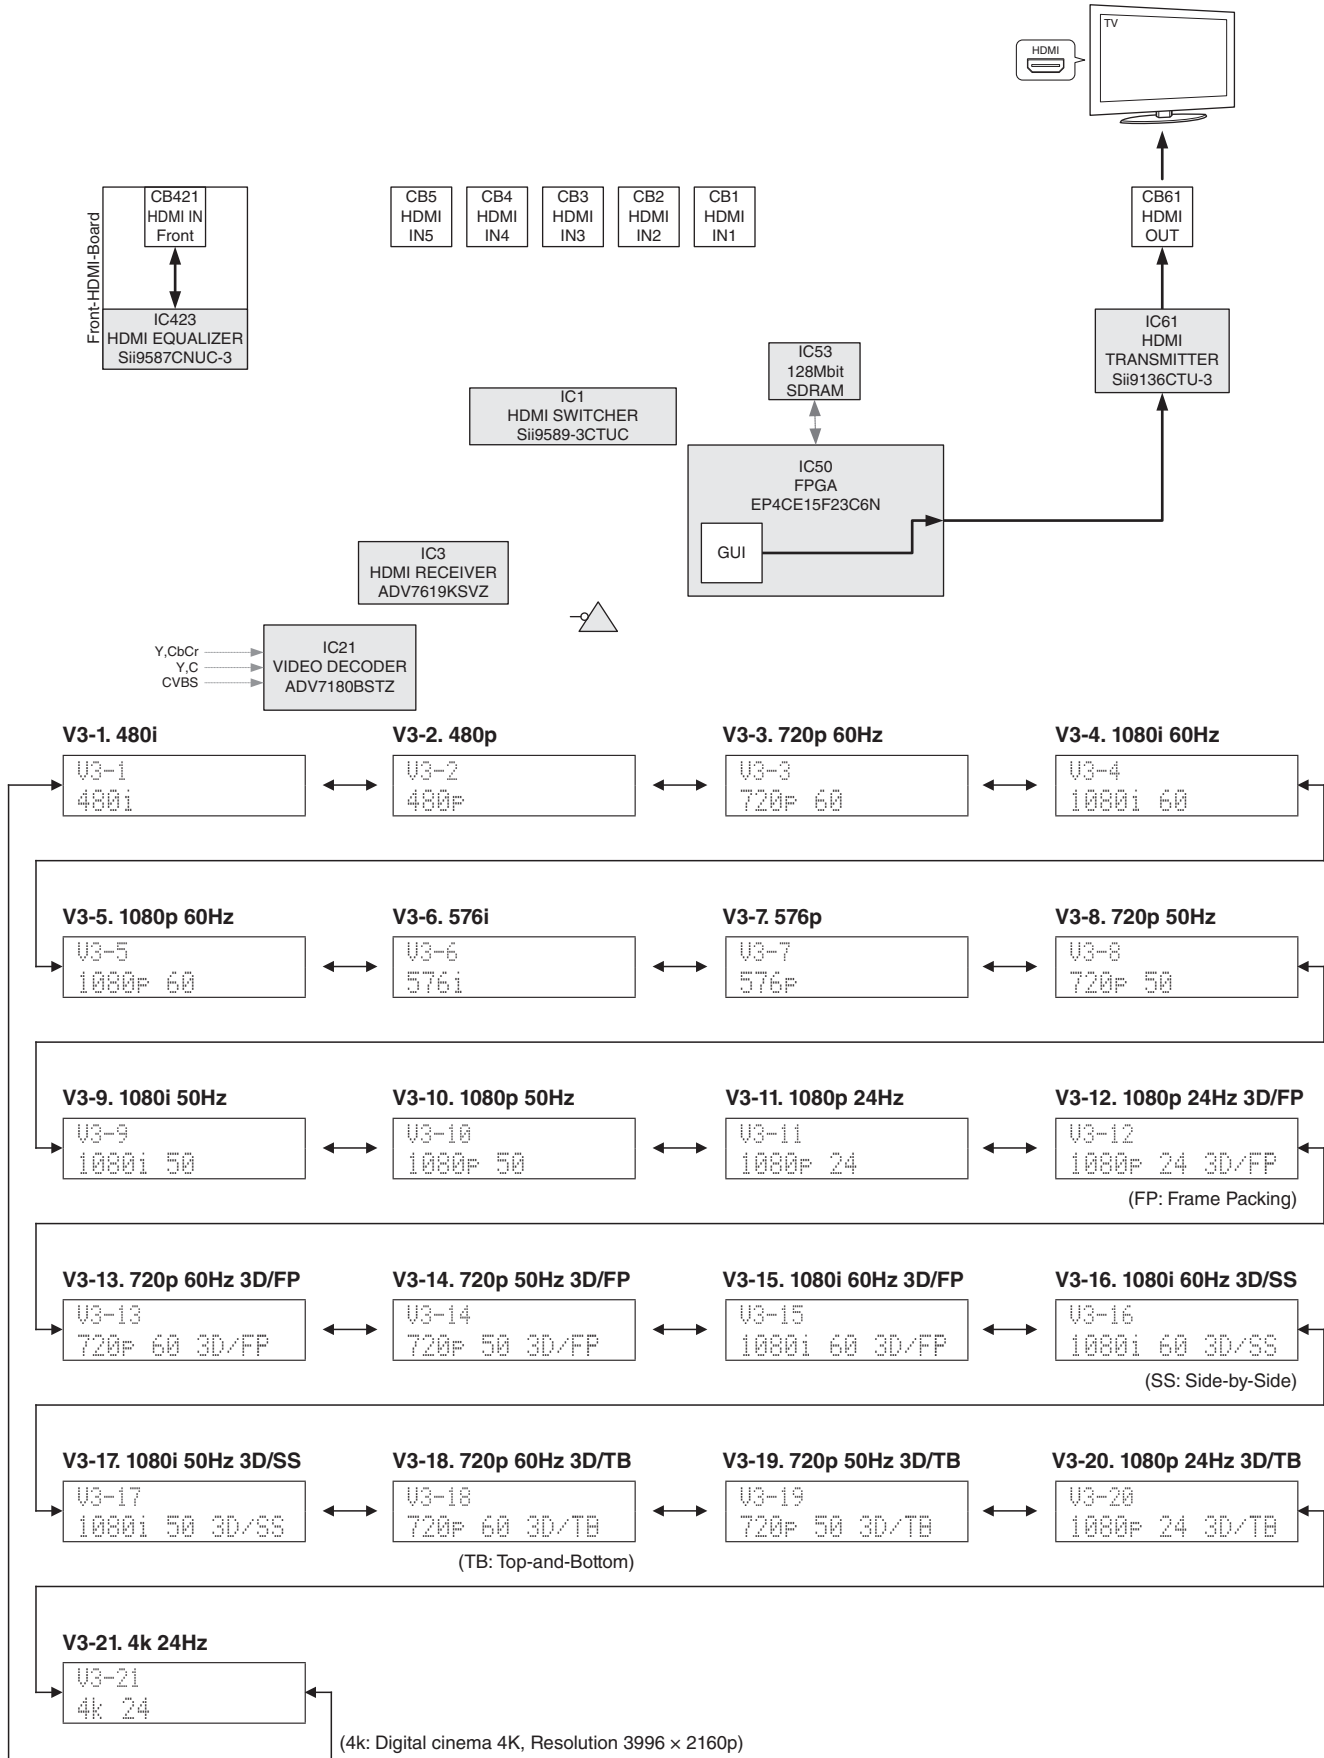 TV
HDMI
CB421
HDMI IN
Front
Front-HDMI-Board
IC423
HDMI EQUALIZER
Sii9587CNUC-3
CB5
HDMI
IN5
CB4
HDMI
IN4
CB3
HDMI
IN3
CB2
HDMI
IN2
CB1
HDMI
IN1
CB61
HDMI
OUT
IC61
HDMI
TRANSMITTER
Sii9136CTU-3
IC53
128Mbit
SDRAM
IC1
HDMI SWITCHER
Sii9589-3CTUC
IC50
FPGA
EP4CE15F23C6N
GUI
IC3
HDMI RECEIVER
ADV7619KSVZ
IC21
VIDEO DECODER
ADV7180BSTZ
Y,CbCr
Y,C
CVBS
V3-1. 480i
V3-1
480i
V3-2. 480p
V3-2
480p
V3-3. 720p 60Hz
V3-3
720p 60
V3-4. 1080i 60Hz
V3-4
1080i 60
V3-5. 1080p 60Hz
V3-5
1080p 60
V3-6. 576i
V3-6
576i
V3-7. 576p
V3-7
576p
V3-8. 720p 50Hz
V3-8
720p 50
V3-9. 1080i 50Hz
V3-9
1080i 50
V3-10. 1080p 50Hz
V3-10
1080p 50
V3-11. 1080p 24Hz
V3-11
1080p 24
V3-12. 1080p 24Hz 3D/FP
V3-12
1080p 24 3D/FP
(FP: Frame Packing)
V3-13. 720p 60Hz 3D/FP
V3-13
720p 60 3D/FP
V3-14. 720p 50Hz 3D/FP
V3-14
720p 50 3D/FP
V3-15. 1080i 60Hz 3D/FP
V3-15
1080i 60 3D/FP
V3-16. 1080i 60Hz 3D/SS
V3-16
1080i 60 3D/SS
(SS: Side-by-Side)
V3-17. 1080i 50Hz 3D/SS
V3-17
1080i 50 3D/SS
V3-18. 720p 60Hz 3D/TB
V3-18
720p 60 3D/TB
(TB: Top-and-Bottom)
V3-19. 720p 50Hz 3D/TB
V3-19
720p 50 3D/TB
V3-20. 1080p 24Hz 3D/TB
V3-20
1080p 24 3D/TB
V3-21. 4k 24Hz
V3-21
4k 24
(4k: Digital cinema 4K, Resolution 3996 × 2160p)